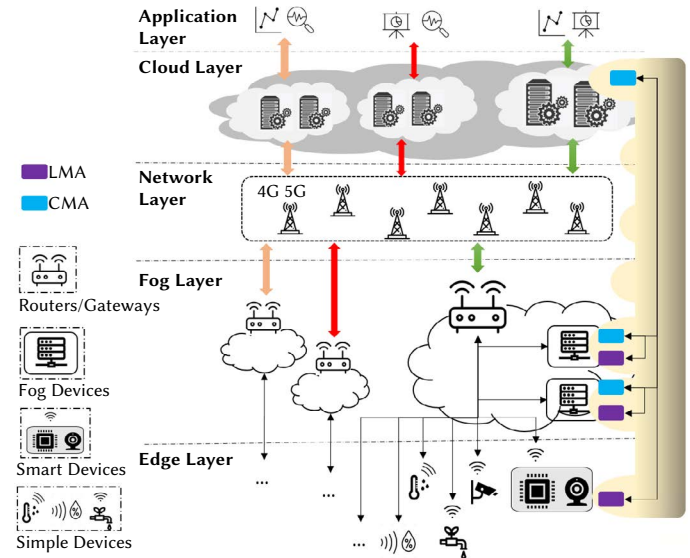 Application
Layer
Cloud Layer
LMA
CMA
Network
Layer
4G 5G
Routers/Gateways
Fog Layer
Fog Devices
Smart Devices
Edge Layer
...
...
...
%
%
Simple Devices